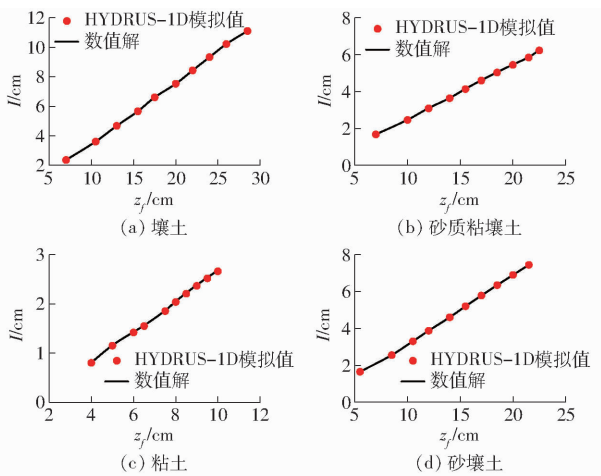 12
10
8
6
4
2
I/cm
HYDRUS-1D模拟值
数值解
5 10 15 20 25 30
z_f/cm
(a) 壤土
8
6
4
2
0
I/cm
HYDRUS-1D模拟值
数值解
5 10 15 20 25
z_f/cm
(b) 砂质粘壤土
3
2
1
0
I/cm
HYDRUS-1D模拟值
数值解
2 4 6 8 10 12
z_f/cm
(c) 粘土
8
6
4
2
0
I/cm
HYDRUS-1D模拟值
数值解
5 10 15 20 25
z_f/cm
(d) 砂壤土